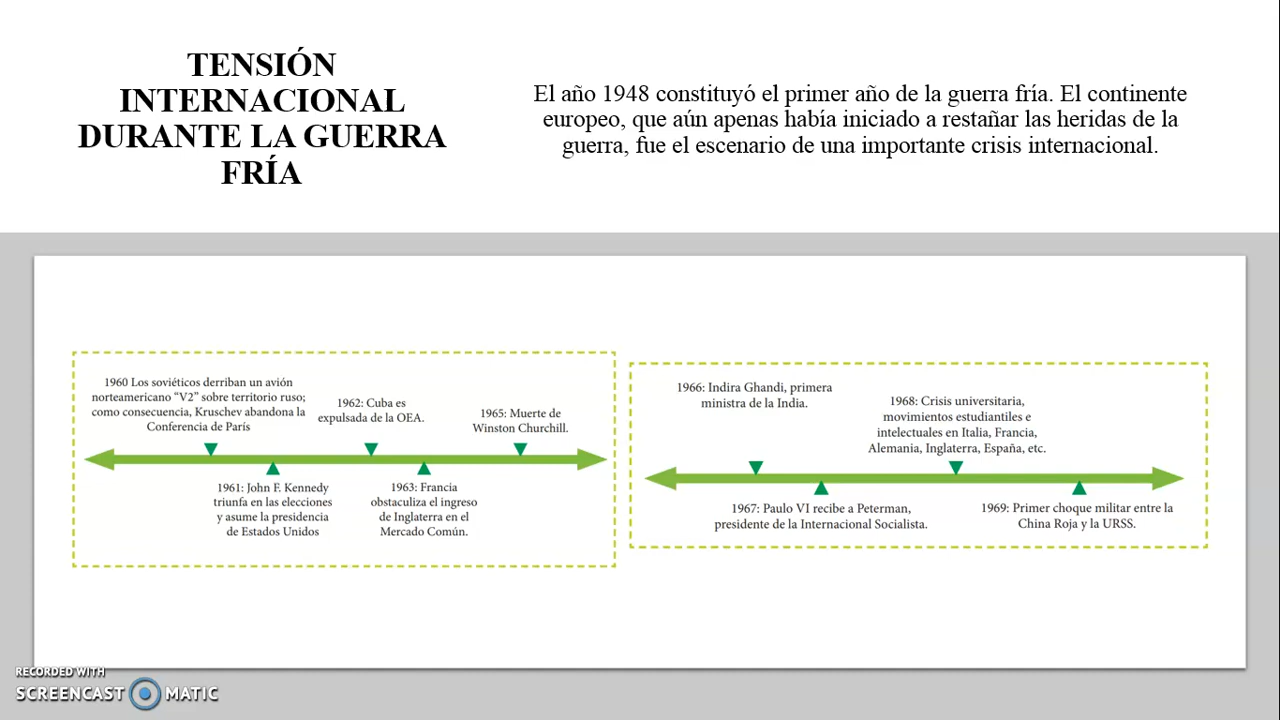 TENSIÓN
INTERNACIONAL
DURANTE LA GUERRA
FRÍA
El año 1948 constituyó el primer año de la guerra fría. El continente
europeo, que aún apenas había iniciado a restañar las heridas de la
guerra, fue el escenario de una importante crisis internacional.
1960 Los soviéticos derriban un avión
norteamericano “V2” sobre territorio ruso;
como consecuencia, Kruschev abandona la
Conferencia de París
1962: Cuba es
expulsada de la OEA.
1965: Muerte de
Winston Churchill.
1961: John F. Kennedy
triunfa en las elecciones
y asume la presidencia
de Estados Unidos
1963: Francia
obstaculiza el ingreso
de Inglaterra en el
Mercado Común.
1966: Indira Ghandi, primera
ministra de la India.
1968: Crisis universitaria,
movimientos estudiantiles e
intelectuales en Italia, Francia,
Alemania, Inglaterra, España, etc.
1967: Paulo VI recibe a Peterman,
presidente de la Internacional Socialista.
1969: Primer choque militar entre la
China Roja y la URSS.
RECORDED WITH
SCREENCAST MATIC